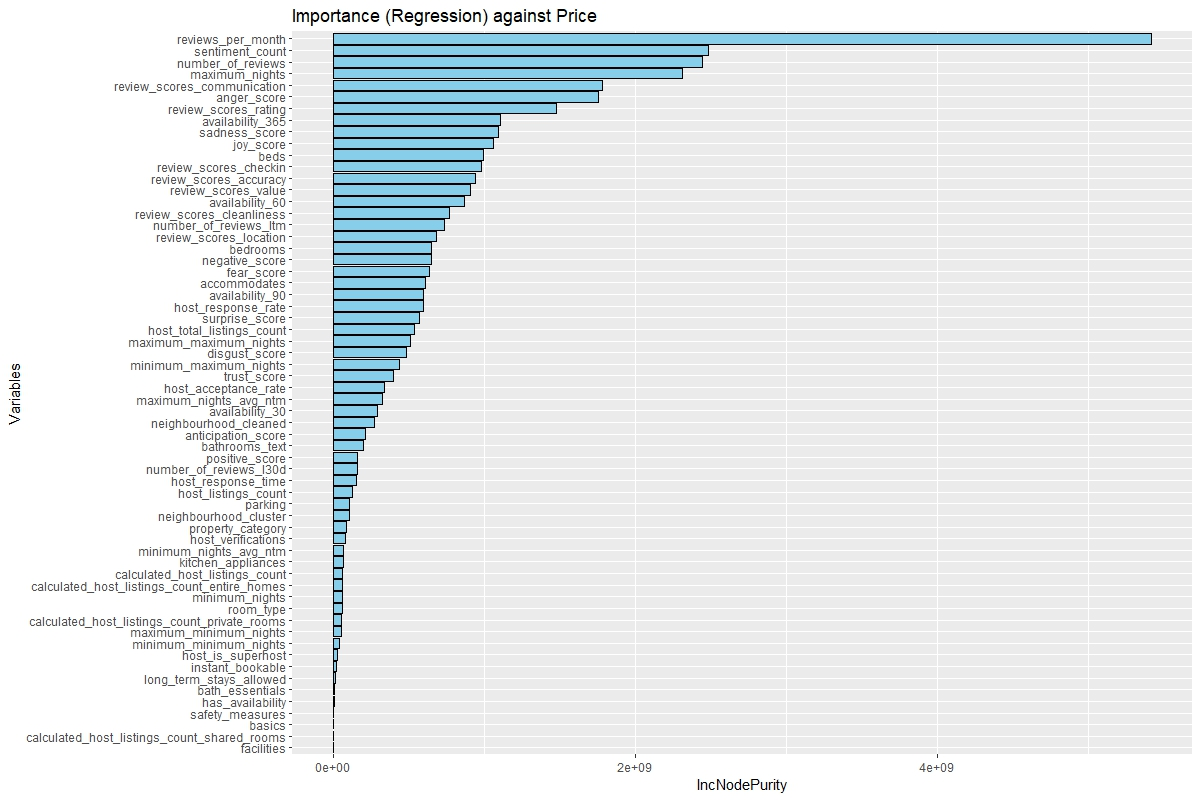 Importance (Regression) against Price
reviews_per_month
sentiment_count
number_of_reviews
maximum_nights
review_scores_communication
anger_score
review_scores_rating
availability_365
sadness_score
joy_score
beds
review_scores_checkin
review_scores_accuracy
review_scores_value
availability_60
review_scores_cleanliness
number_of_reviews_ltm
review_scores_location
bedrooms
negative_score
fear_score
accommodates
availability_90
host_response_rate
surprise_score
host_total_listings_count
maximum_maximum_nights
disgust_score
minimum_maximum_nights
trust_score
host_acceptance_rate
maximum_nights_avg_ntm
availability_30
neighbourhood_cleaned
anticipation_score
bathrooms_text
positive_score
number_of_reviews_l30d
host_response_time
host_listings_count
parking
neighbourhood_cluster
property_category
host_verifications
minimum_nights_avg_ntm
kitchen_appliances
calculated_host_listings_count
calculated_host_listings_count_entire_homes
minimum_nights
room_type
calculated_host_listings_count_private_rooms
maximum_minimum_nights
minimum_minimum_nights
host_is_superhost
instant_bookable
long_term_stays_allowed
bath_essentials
has_availability
safety_measures
basics
calculated_host_listings_count_shared_rooms
facilities
Variables
0e+00 2e+09 4e+09
IncNodePurity